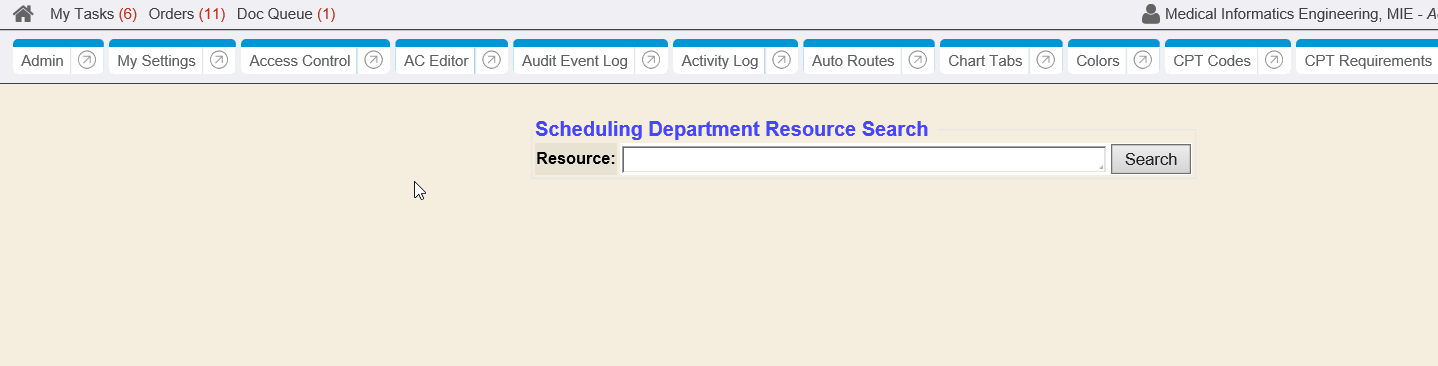 My Tasks (6) Orders (11) Doc Queue (1) Medical Informatics Engineering, MIE -
Admin My Settings Access Control AC Editor Audit Event Log Activity Log Auto Routes Chart Tabs Colors CPT Codes CPT Requirements
Scheduling Department Resource Search
Resource: Search